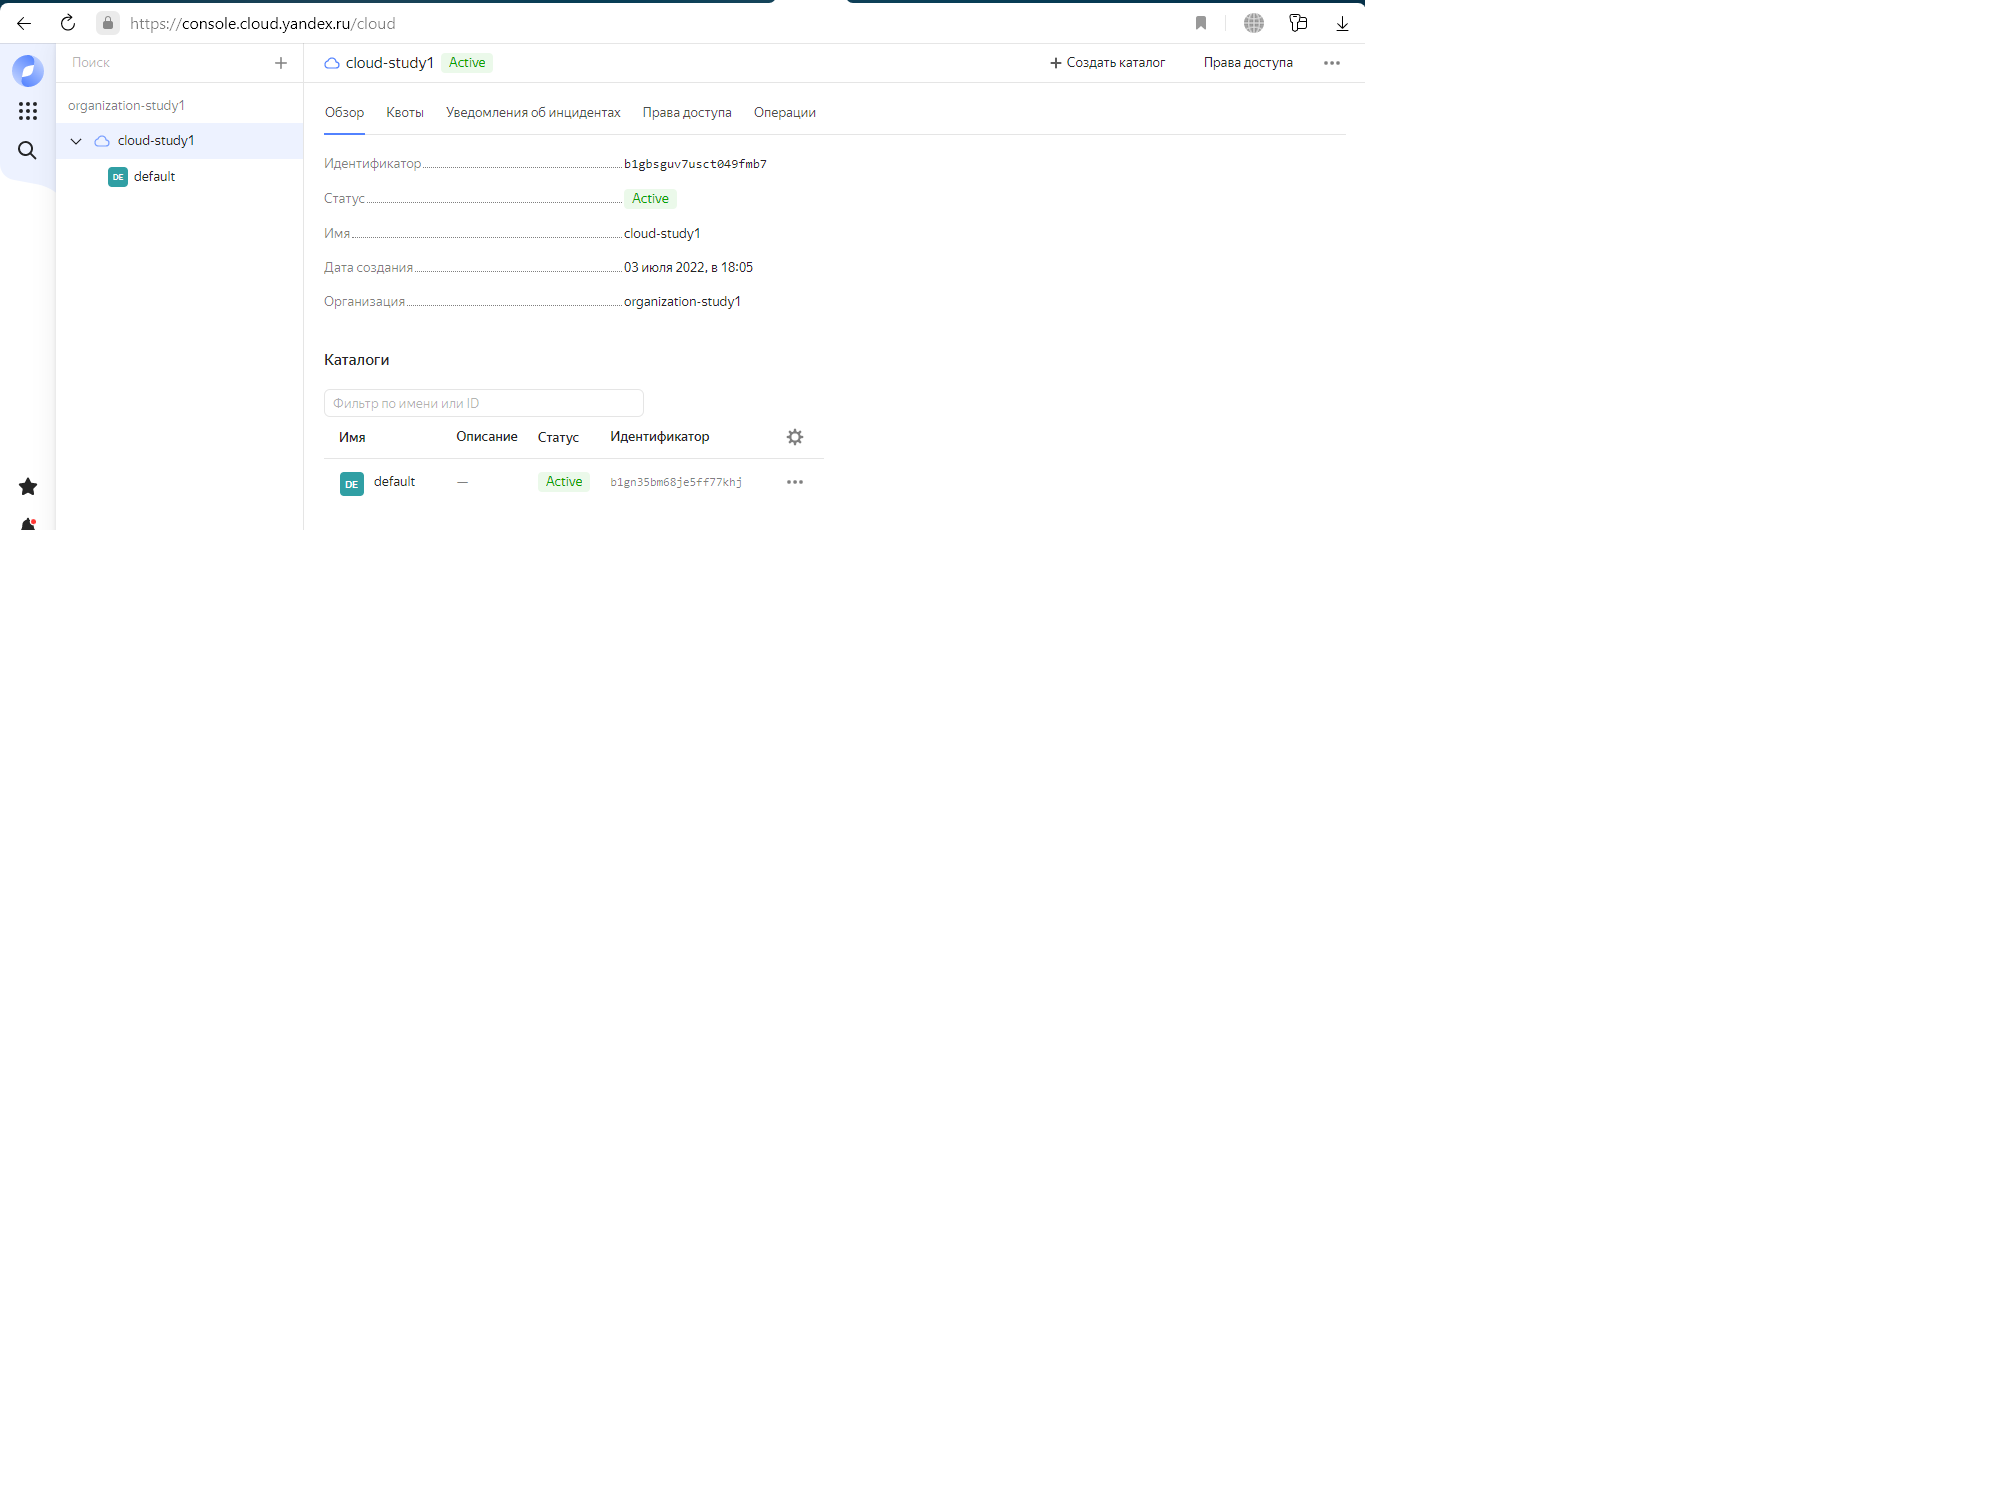 https://console.cloud.yandex.ru/cloud
Поиск
organization-study1
cloud-study1
DE default
cloud-study1 Active
Создать каталог
Права доступа
Обзор Квоты Уведомления об инцидентах Права доступа Операции
Идентификатор b1gbsguv7usct049fmb7
Статус Active
Имя cloud-study1
Дата создания 03 июля 2022, в 18:05
Организация organization-study1
Каталоги
Фильтр по имени или ID
Имя Описание Статус Идентификатор
DE default — Active b1gn35bm68je5ff77khj